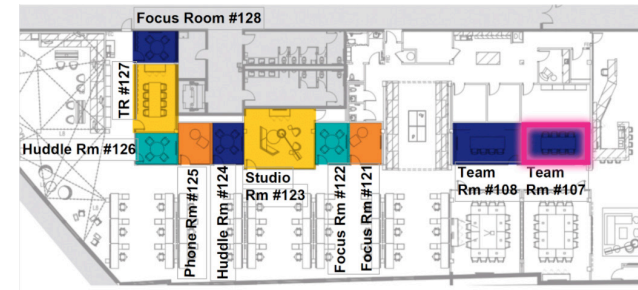 Focus Room #128
TR #127
Huddle Rm #126
Phone Rm #125
Huddle Rm #124
Studio
Rm #123
Focus Rm #122
Focus Rm #121
Team
Rm #108
Team
Rm #107